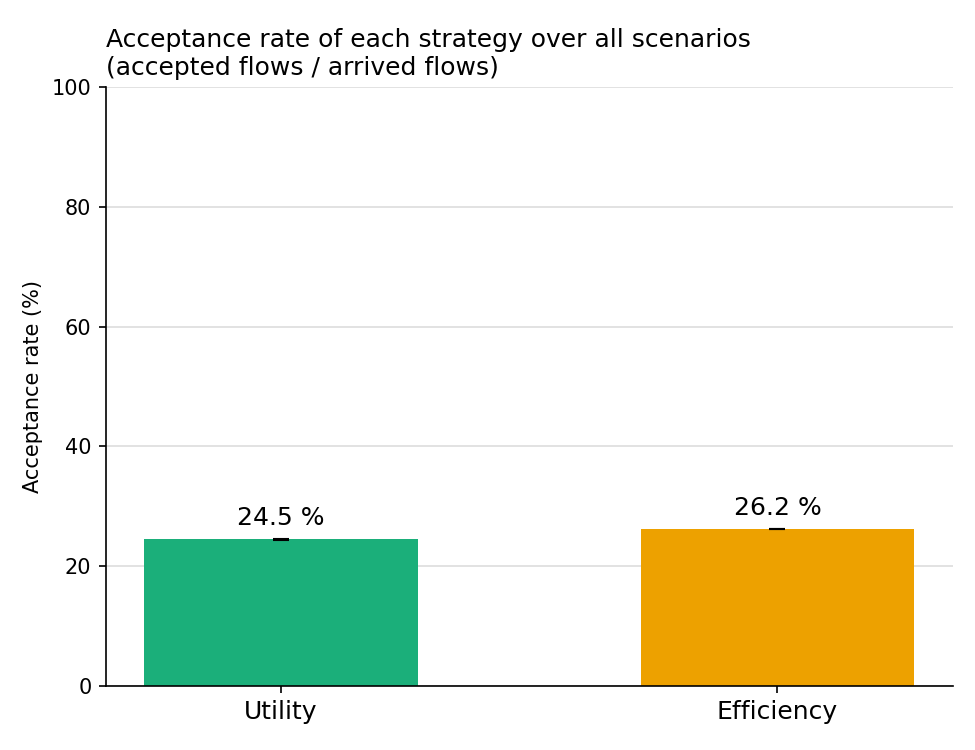 Acceptance rate of each strategy over all scenarios
(accepted flows / arrived flows)
100
80
60
40
20
0
Acceptance rate (%)
24.5 %
26.2 %
Utility
Efficiency